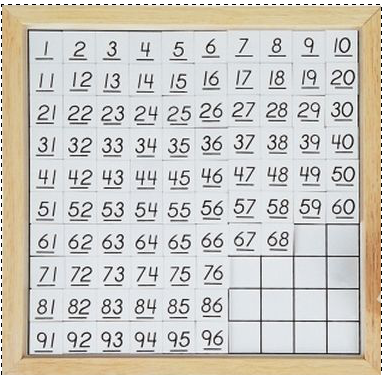 1 2 3 4 5 6 7 8 9 10
11 12 13 14 15 16 17 18 19 20
21 22 23 24 25 26 27 28 29 30
31 32 33 34 35 36 37 38 39 40
41 42 43 44 45 46 47 48 49 50
51 52 53 54 55 56 57 58 59 60
61 62 63 64 65 66 67 68
71 72 73 74 75 76
81 82 83 84 85 86
91 92 93 94 95 96